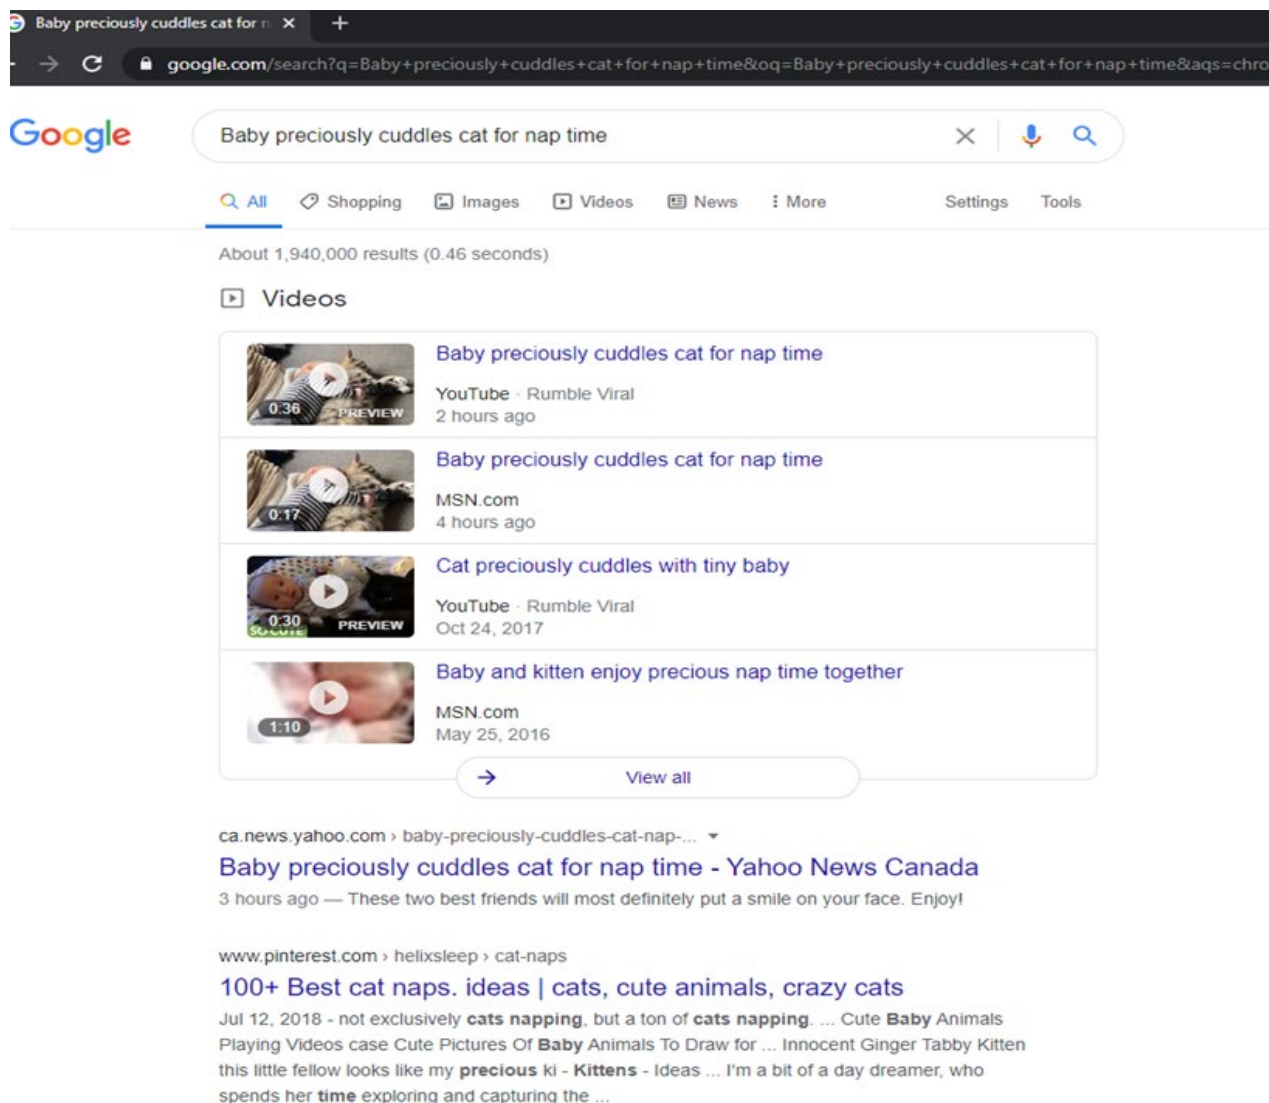 Baby preciously cuddles cat for n
google.com/search?q=Baby+preciously+cuddles+cat+for+nap+time&oq=Baby+preciously+cuddles+cat+for+nap+time&aqs=chro
Google
Baby preciously cuddles cat for nap time
All Shopping Images Videos News More Settings Tools
About 1,940,000 results (0.46 seconds)
Videos
Baby preciously cuddles cat for nap time
YouTube · Rumble Viral
0:36 PREVIEW
2 hours ago
Baby preciously cuddles cat for nap time
MSN.com
0:17
4 hours ago
Cat preciously cuddles with tiny baby
YouTube · Rumble Viral
0:30 PREVIEW
SO CUTE
Oct 24, 2017
Baby and kitten enjoy precious nap time together
MSN.com
1:10
May 25, 2016
View all
ca.news.yahoo.com › baby-preciously-cuddles-cat-nap-...
Baby preciously cuddles cat for nap time - Yahoo News Canada
3 hours ago — These two best friends will most definitely put a smile on your face. Enjoy!
www.pinterest.com › helixsleep › cat-naps
100+ Best cat naps. ideas | cats, cute animals, crazy cats
Jul 12, 2018 - not exclusively cats napping, but a ton of cats napping. ... Cute Baby Animals
Playing Videos case Cute Pictures Of Baby Animals To Draw for ... Innocent Ginger Tabby Kitten
this little fellow looks like my precious ki - Kittens - Ideas ... I'm a bit of a day dreamer, who
spends her time exploring and capturing the ...